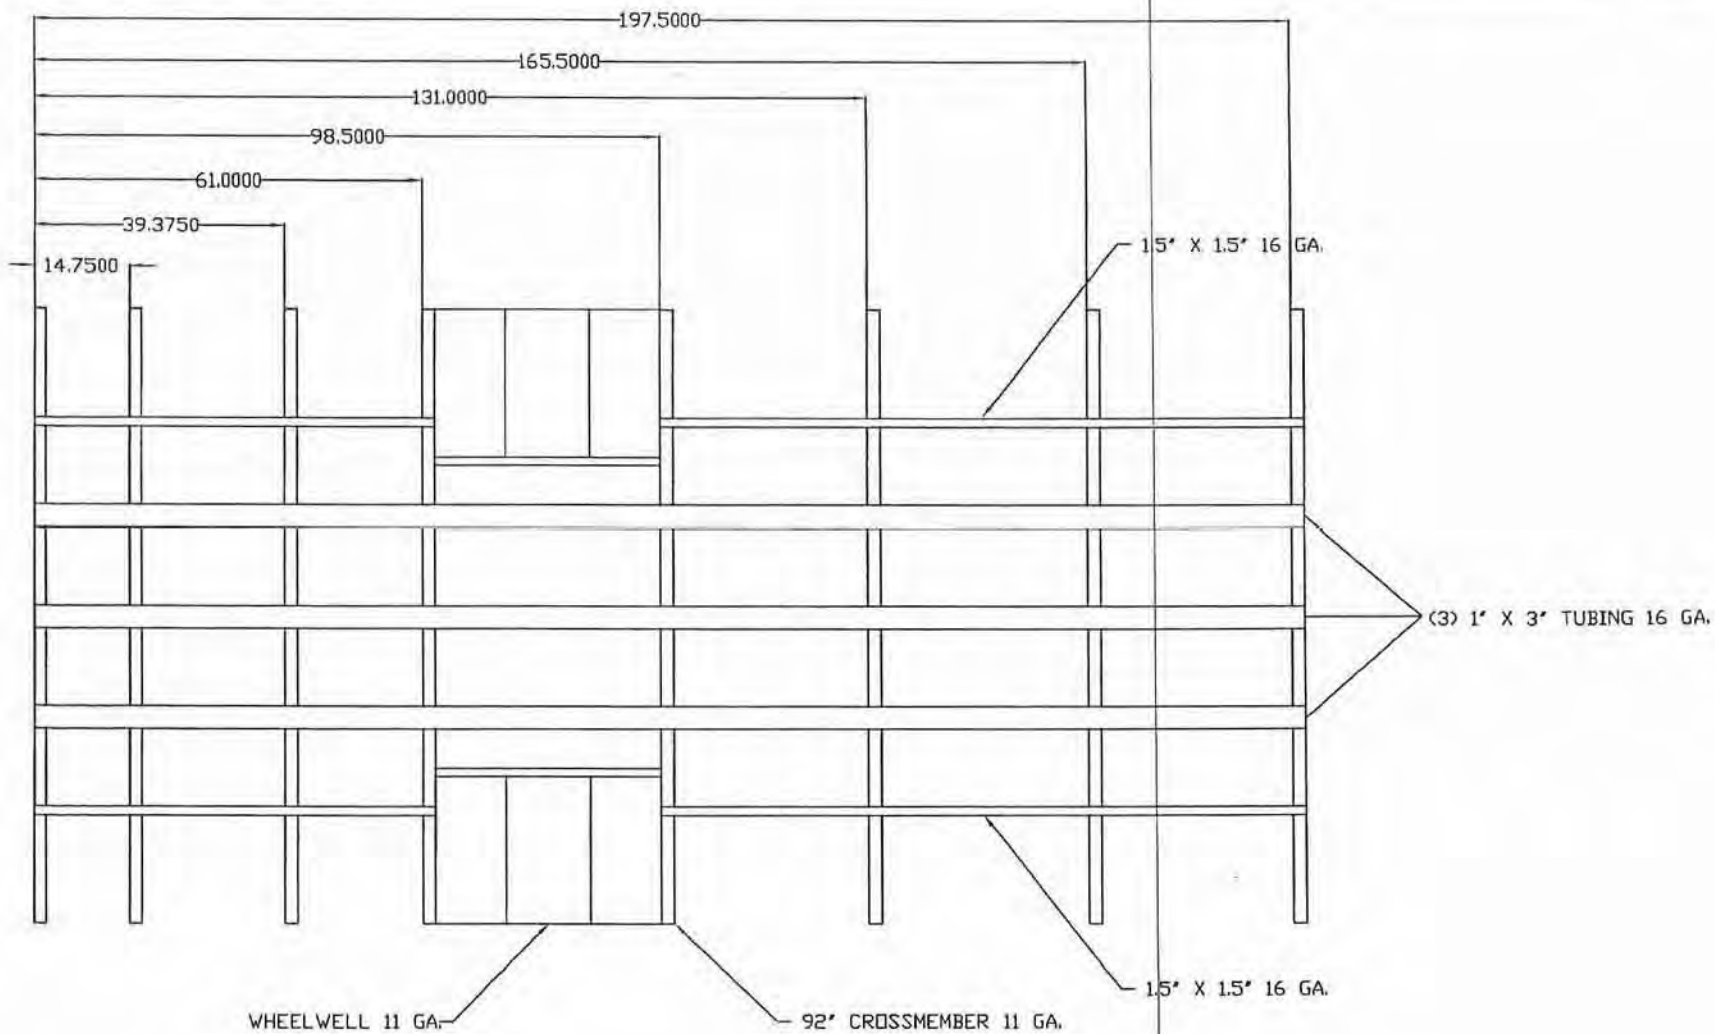 197.5000
165.5000
131.0000
98.5000
61.0000
39.3750
14.7500
1.5" X 1.5" 16 GA.
(3) 1" X 3" TUBING 16 GA.
1.5" X 1.5" 16 GA.
WHEELWELL 11 GA.
92" CROSSMEMBER 11 GA.